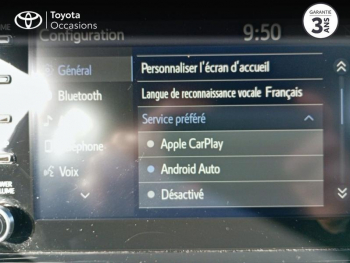 TOYOTA
Occasions
GARANTIE
3 ANS
Configuration
9:50
Général
Personnaliser l'écran d'accueil
Bluetooth
Langue de reconnaissance vocale Français
Service préféré
Apple CarPlay
Android Auto
Voix
Désactivé